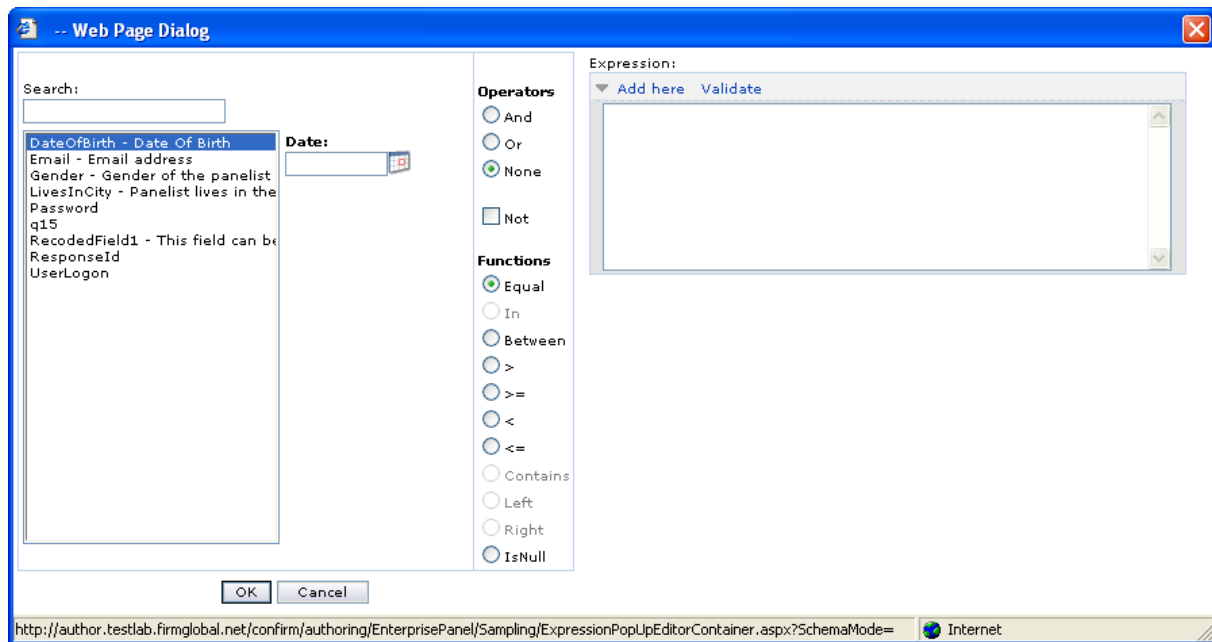 -- Web Page Dialog
Search:
DateOfBirth - Date Of Birth
Email - Email address
Gender - Gender of the panelist
LivesInCity - Panelist lives in the
Password
q15
RecodedField1 - This field can be
ResponseId
UserLogon
Date:
Operators
And
Or
None
Not
Functions
Equal
In
Between
>
>=
<
<=
Contains
Left
Right
IsNull
Expression:
Add here Validate
OK Cancel
http://author.testlab.firmglobal.net/confirm/authoring/EnterprisePanel/Sampling/ExpressionPopUpEditorContainer.aspx?SchemaMode= Internet